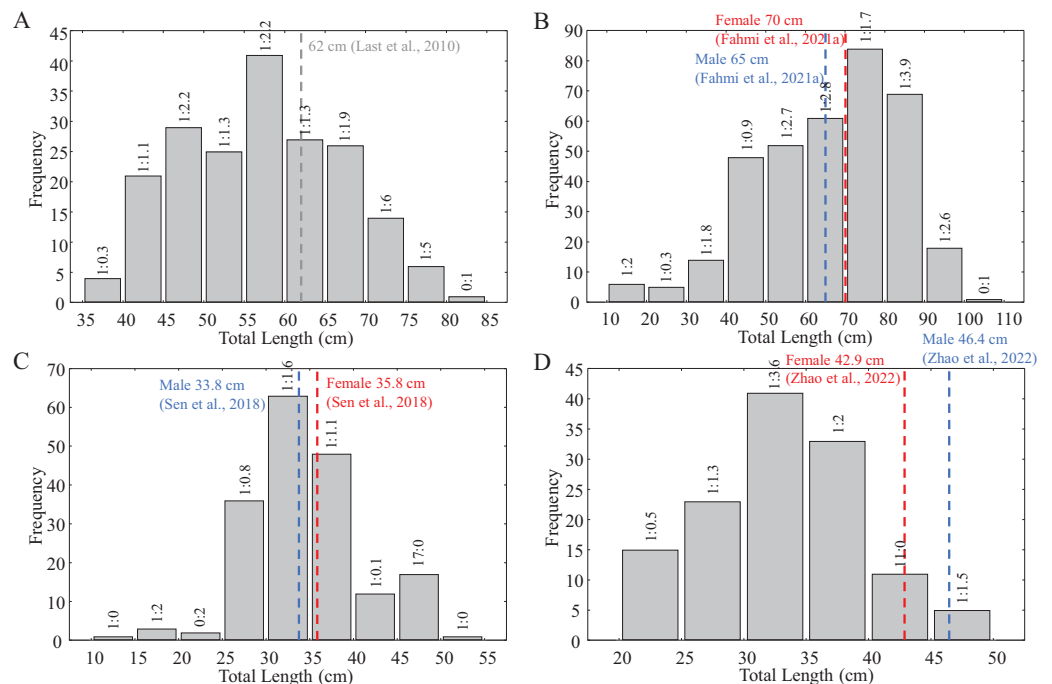 A
45
40
35
30
25
20
15
10
5
0
Frequency
1:0.3
1:1.1
1:2.2
1:1.3
1:2.2
1:1.3
1:1.9
1:6
1:5
0:1
62 cm (Last et al., 2010)
35 40 45 50 55 60 65 70 75 80 85
Total Length (cm)
B
Female 70 cm
(Fahmi et al., 2021a)
Male 65 cm
(Fahmi et al., 2021a)
90
80
70
60
50
40
30
20
10
0
Frequency
1:2
1:0.3
1:1.8
1:0.9
1:2.7
1:2.8
1:1.7
1:3.9
1:2.6
0:1
10 20 30 40 50 60 70 80 90 100 110
Total Length (cm)
C
70
60
50
40
30
20
10
0
Frequency
Male 33.8 cm
(Sen et al., 2018)
Female 35.8 cm
(Sen et al., 2018)
1:0
1:2
0:2
1:0.8
1:1.6
1:1.1
1:0.1
17:0
1:0
10 15 20 25 30 35 40 45 50 55
Total Length (cm)
D
Female 42.9 cm
(Zhao et al., 2022)
Male 46.4 cm
(Zhao et al., 2022)
45
40
35
30
25
20
15
10
5
0
Frequency
1:0.5
1:1.3
1:3.6
1:2
11:0
1:1.5
20 25 30 35 40 45 50
Total Length (cm)